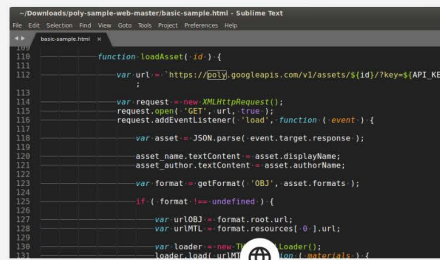 ~/Downloads/poly-sample-web-master/basic-sample.html - Sublime Text
File Edit Selection Find View Goto Tools Project Preferences Help
basic-sample.html ×
109
110 function loadAsset( id ) {
111
112 var url = `https://poly.googleapis.com/v1/assets/${id}/?key=${API_KE
;
113
114 var request = new XMLHttpRequest();
115 request.open( 'GET', url, true );
116 request.addEventListener( 'load', function ( event ) {
117
118 var asset = JSON.parse( event.target.response );
119
120 asset_name.textContent = asset.displayName;
121 asset_author.textContent = asset.authorName;
122
123 var format = getFormat( 'OBJ', asset.formats );
124
125 if ( format !== undefined ) {
126
127 var urlOBJ = format.root.url;
128 var urlMTL = format.resources[ 0 ].url;
129
130 var loader = new Loader();
131 loader.load( ( materials ) {